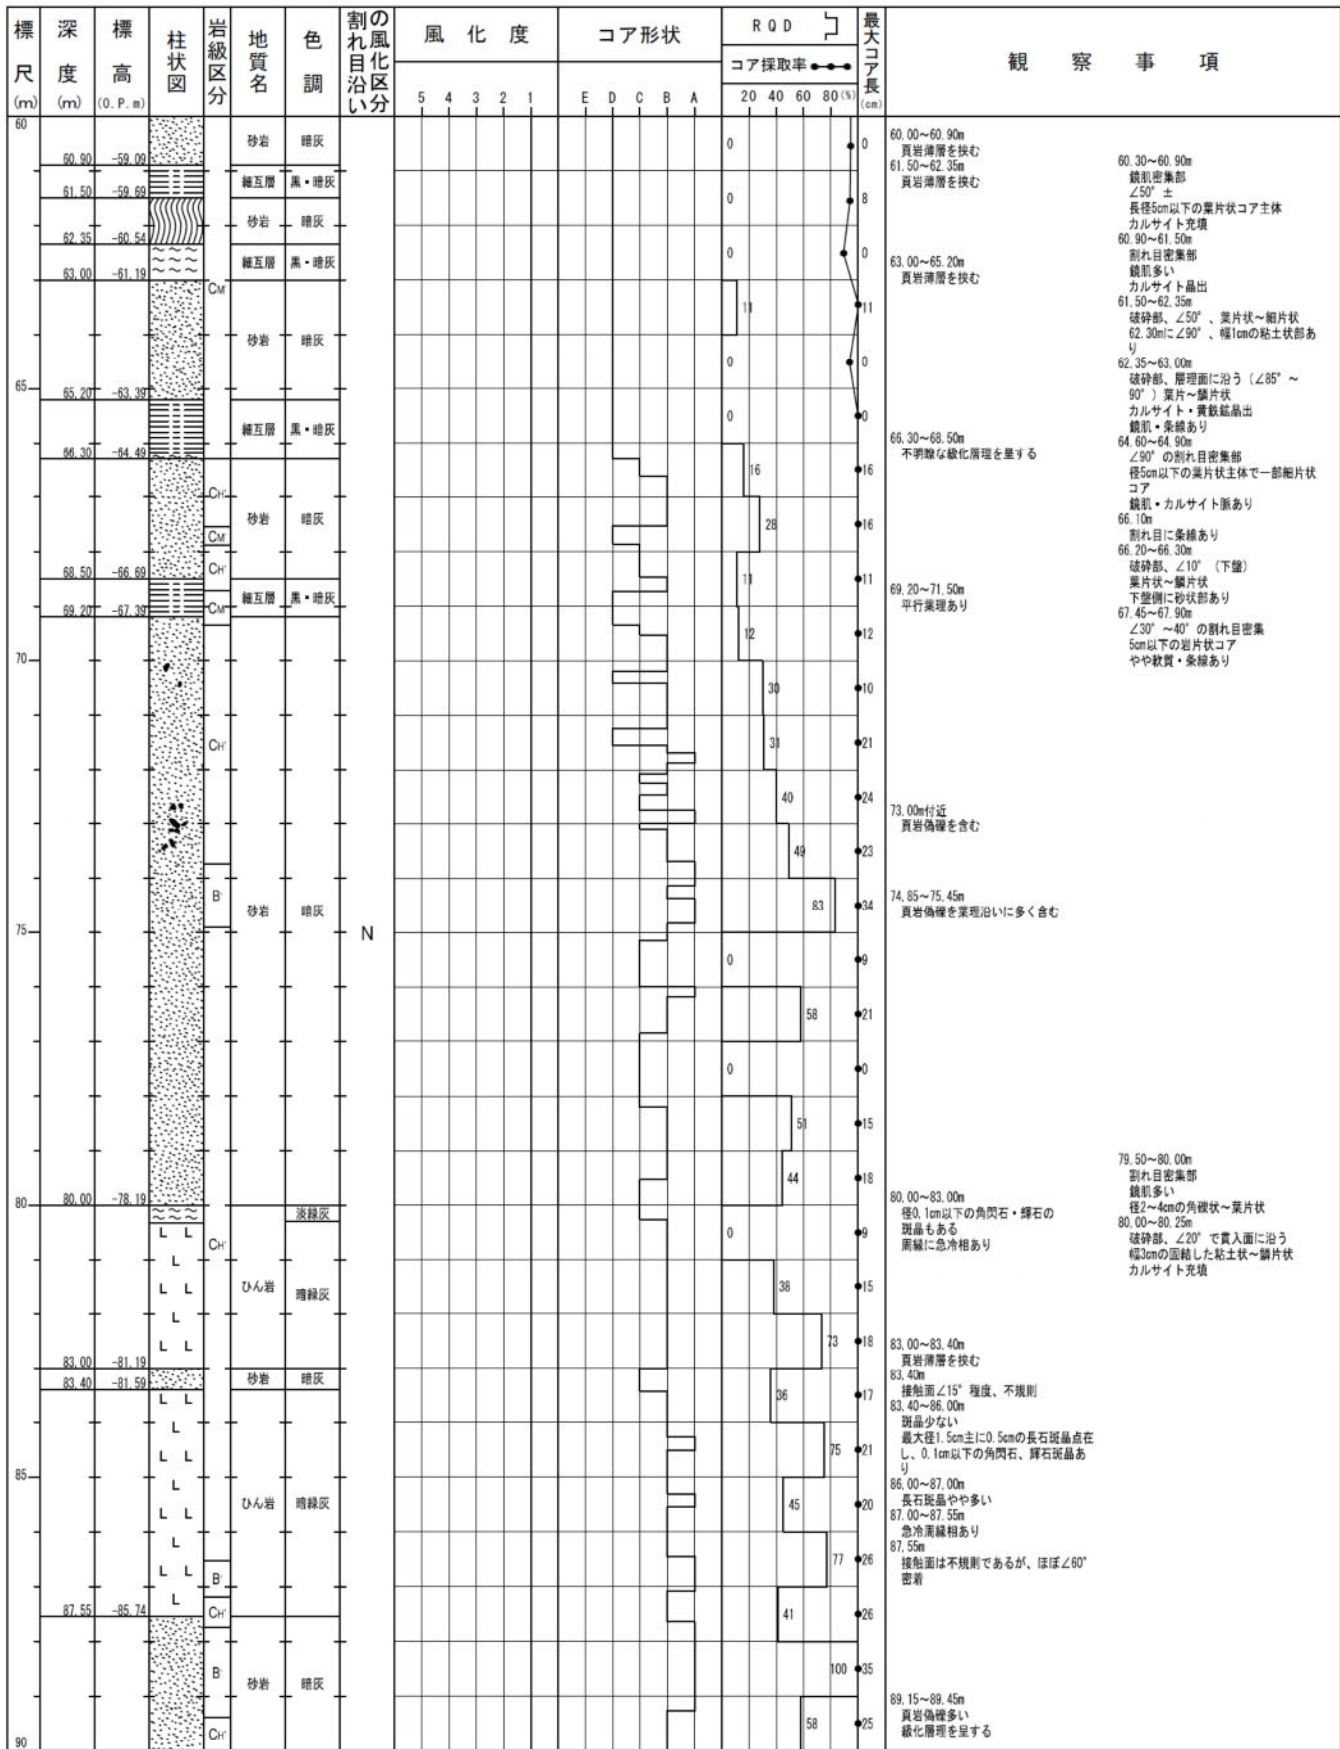 標尺(m)
深度(m)
標高(O.P.m)
柱状図
岩級区分
地質名
色調
割れ目沿いの風化区分
風化度
5 4 3 2 1
コア形状
E D C B A
RQD
コア採取率
20 40 60 80(%)
最大コア長(cm)
観察事項
60
砂岩 暗灰
0 0
60.90 -59.09
細互層 黒・暗灰
61.50 -59.69
0 8
砂岩 暗灰
62.35 -60.54
細互層 黒・暗灰
0 0
63.00 -61.19
CM'
11 11
砂岩 暗灰
0 0
65
65.20 -63.39
細互層 黒・暗灰
0 0
66.30 -64.49
16 16
CH'
砂岩 暗灰
28 16
CM'
CH'
68.50 -66.69
11 11
細互層 黒・暗灰
CM'
69.20 -67.39
12 12
70
30 10
31 21
CH'
40 24
49 23
B'
砂岩 暗灰
83 34
75
N
0 9
58 21
0 0
51 15
44 18
80
80.00 -78.19
淡緑灰
0 9
CH'
ひん岩 暗緑灰
38 15
73 18
83.00 -81.19
砂岩 暗灰
83.40 -81.59
36 17
75 21
85
ひん岩 暗緑灰
45 20
77 26
B'
87.55 -85.74
CH'
41 26
B'
砂岩 暗灰
100 35
58 25
CH'
90
60.00～60.90m
頁岩薄層を挟む
61.50～62.35m
頁岩薄層を挟む
63.00～65.20m
頁岩薄層を挟む
66.30～68.50m
不明瞭な級化層理を呈する
69.20～71.50m
平行葉理あり
73.00m付近
頁岩偽礫を含む
74.85～75.45m
頁岩偽礫を葉理沿いに多く含む
80.00～83.00m
径0.1cm以下の角閃石・輝石の
斑晶もある
周縁に急冷相あり
83.00～83.40m
頁岩薄層を挟む
83.40m
接触面∠15°程度、不規則
83.40～86.00m
斑晶少ない
最大径1.5cm主に0.5cmの長石斑晶点在
し、0.1cm以下の角閃石、輝石斑晶あ
り
86.00～87.00m
長石斑晶やや多い
87.00～87.55m
急冷周縁相あり
87.55m
接触面は不規則であるが、ほぼ∠60°
密着
89.15～89.45m
頁岩偽礫多い
級化層理を呈する
60.30～60.90m
鏡肌密集部
∠50°±
長径5cm以下の葉片状コア主体
カルサイト充填
60.90～61.50m
割れ目密集部
鏡肌多い
カルサイト晶出
61.50～62.35m
破砕部、∠50°、葉片状～細片状
62.30mに∠90°、幅1cmの粘土状部あ
り
62.35～63.00m
破砕部、層理面に沿う（∠85°～
90°）葉片～鱗片状
カルサイト・黄鉄鉱晶出
鏡肌・条線あり
64.60～64.90m
∠90°の割れ目密集部
径5cm以下の葉片状主体で一部細片状
コア
鏡肌・カルサイト脈あり
66.10m
割れ目に条線あり
66.20～66.30m
破砕部、∠10°（下盤）
葉片状～鱗片状
下盤側に砂状部あり
67.45～67.90m
∠30°～40°の割れ目密集
5cm以下の岩片状コア
やや軟質・条線あり
79.50～80.00m
割れ目密集部
鏡肌多い
径2～4cmの角礫状～葉片状
80.00～80.25m
破砕部、∠20°で貫入面に沿う
幅3cmの固結した粘土状～鱗片状
カルサイト充填